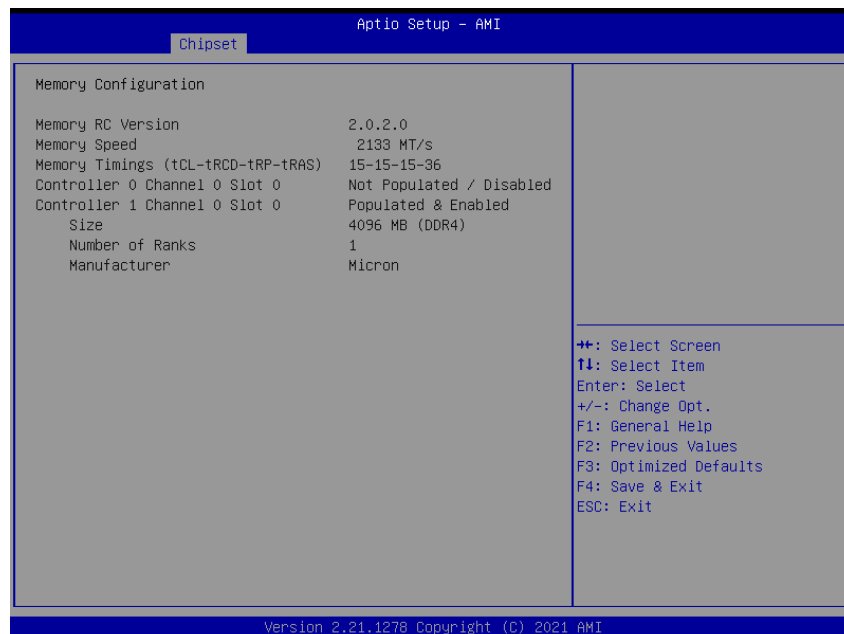 Aptio Setup – AMI
Chipset
Memory Configuration
Memory RC Version 2.0.2.0
Memory Speed 2133 MT/s
Memory Timings (tCL-tRCD-tRP-tRAS) 15-15-15-36
Controller 0 Channel 0 Slot 0 Not Populated / Disabled
Controller 1 Channel 0 Slot 0 Populated & Enabled
Size 4096 MB (DDR4)
Number of Ranks 1
Manufacturer Micron
→←: Select Screen
↑↓: Select Item
Enter: Select
+/-: Change Opt.
F1: General Help
F2: Previous Values
F3: Optimized Defaults
F4: Save & Exit
ESC: Exit
Version 2.21.1278 Copyright (C) 2021 AMI